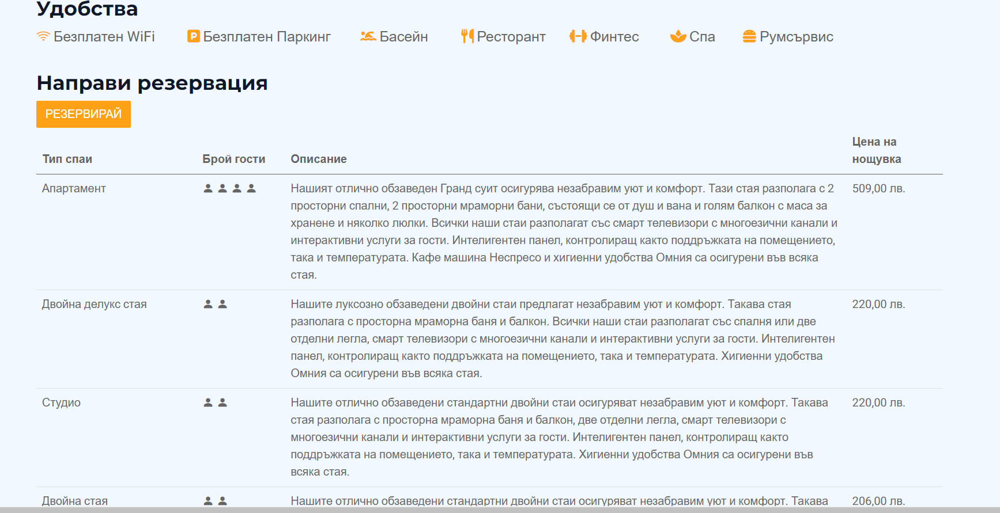 Удобства
Безплатен WiFi Безплатен Паркинг Басейн Ресторант Финтес Спа Румсървис
Направи резервация
РЕЗЕРВИРАЙ
Тип спаи Брой гости Описание Цена на нощувка
Апартамент
Нашият отлично обзаведен Гранд суит осигурява незабравим уют и комфорт. Тази стая разполага с 2
просторни спални, 2 просторни мраморни бани, състоящи се от душ и вана и голям балкон с маса за
хранене и няколко люлки. Всички наши стаи разполагат със смарт телевизори с многоезични канали и
интерактивни услуги за гости. Интелигентен панел, контролиращ както поддръжката на помещението,
така и температурата. Кафе машина Неспресо и хигиенни удобства Омния са осигурени във всяка
стая.
509,00 лв.
Двойна делукс стая
Нашите луксозно обзаведени двойни стаи предлагат незабравим уют и комфорт. Такава стая
разполага с просторна мраморна баня и балкон. Всички наши стаи разполагат със спалня или две
отделни легла, смарт телевизори с многоезични канали и интерактивни услуги за гости. Интелигентен
панел, контролиращ както поддръжката на помещението, така и температурата. Хигиенни удобства
Омния са осигурени във всяка стая.
220,00 лв.
Студио
Нашите отлично обзаведени стандартни двойни стаи осигуряват незабравим уют и комфорт. Такава
стая разполага с просторна мраморна баня и балкон, две отделни легла, смарт телевизори с
многоезични канали и интерактивни услуги за гости. Интелигентен панел, контролиращ както
поддръжката на помещението, така и температурата. Хигиенни удобства Омния са осигурени във
всяка стая.
220,00 лв.
Двойна стая
Нашите отлично обзаведени стандартни двойни стаи осигуряват незабравим уют и комфорт. Такава
206,00 лв.